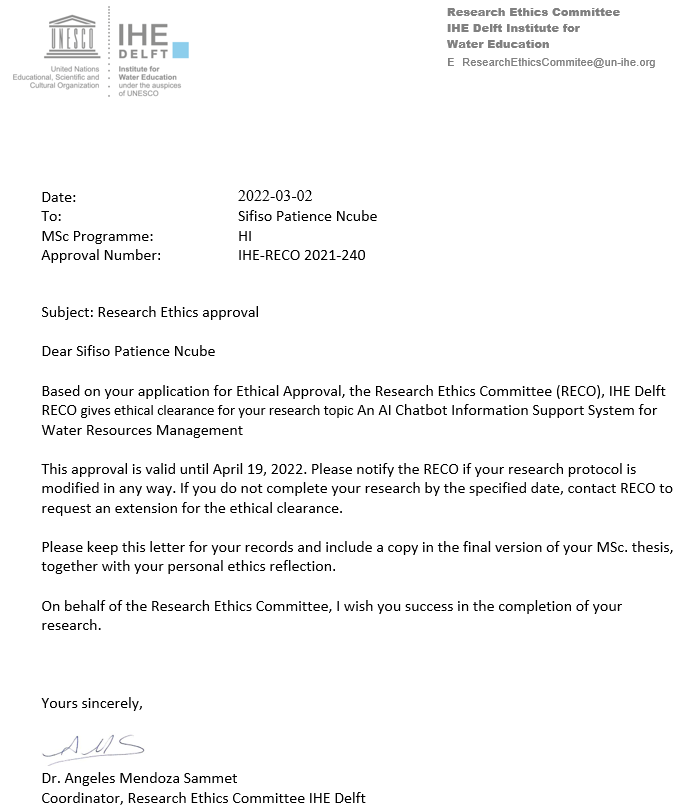 UNESCO
United Nations
Educational, Scientific and
Cultural Organization
IHE
DELFT
Institute for
Water Education
under the auspices
of UNESCO
Research Ethics Committee
IHE Delft Institute for
Water Education
E ResearchEthicsCommitee@un-ihe.org
Date: 2022-03-02
To: Sifiso Patience Ncube
MSc Programme: HI
Approval Number: IHE-RECO 2021-240
Subject: Research Ethics approval
Dear Sifiso Patience Ncube
Based on your application for Ethical Approval, the Research Ethics Committee (RECO), IHE Delft
RECO gives ethical clearance for your research topic An AI Chatbot Information Support System for
Water Resources Management
This approval is valid until April 19, 2022. Please notify the RECO if your research protocol is
modified in any way. If you do not complete your research by the specified date, contact RECO to
request an extension for the ethical clearance.
Please keep this letter for your records and include a copy in the final version of your MSc. thesis,
together with your personal ethics reflection.
On behalf of the Research Ethics Committee, I wish you success in the completion of your
research.
Yours sincerely,
AMS
Dr. Angeles Mendoza Sammet
Coordinator, Research Ethics Committee IHE Delft